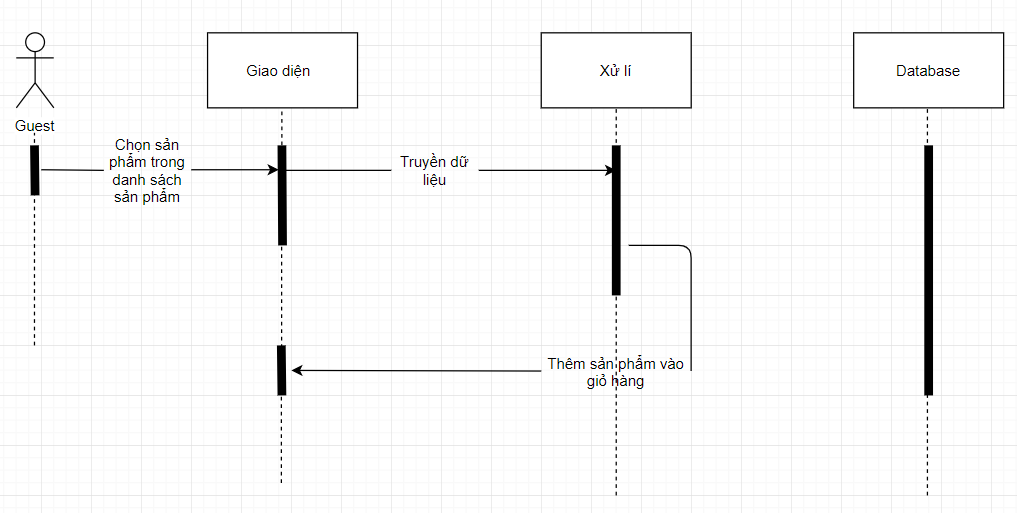 Guest
Giao diện
Xử lí
Database
Chọn sản
phẩm trong
danh sách
sản phẩm
Truyền dữ
liệu
Thêm sản phẩm vào
giỏ hàng